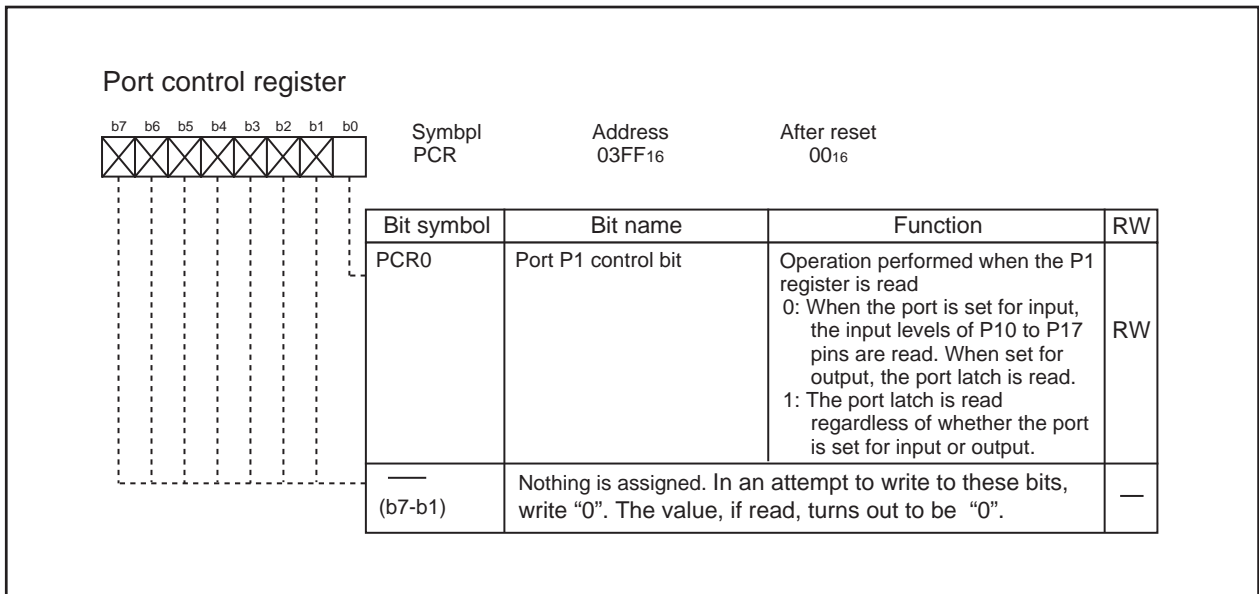 Port control register
b7 b6 b5 b4 b3 b2 b1 b0
Symbpl Address After reset
PCR 03FF16 0016
Bit symbol Bit name Function RW
PCR0 Port P1 control bit Operation performed when the P1
register is read
0: When the port is set for input,
the input levels of P10 to P17
pins are read. When set for
output, the port latch is read.
1: The port latch is read
regardless of whether the port
is set for input or output.
RW
(b7-b1) Nothing is assigned. In an attempt to write to these bits,
write “0”. The value, if read, turns out to be “0”.
—